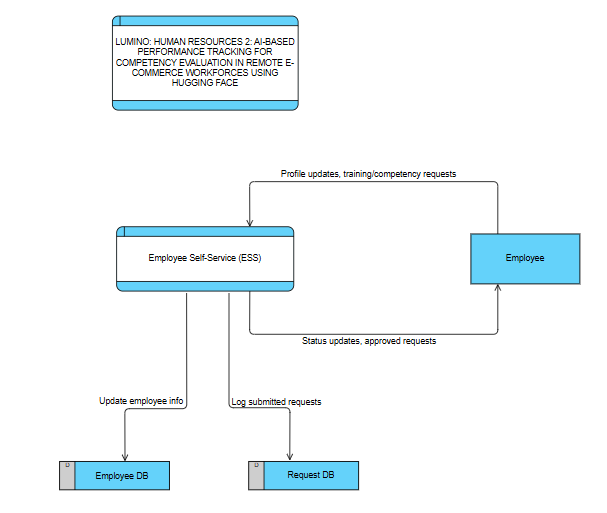 LUMINO: HUMAN RESOURCES 2: AI-BASED
PERFORMANCE TRACKING FOR
COMPETENCY EVALUATION IN REMOTE E-
COMMERCE WORKFORCES USING
HUGGING FACE
Profile updates, training/competency requests
Employee Self-Service (ESS)
Employee
Status updates, approved requests
Update employee info
Log submitted requests
D
Employee DB
D
Request DB